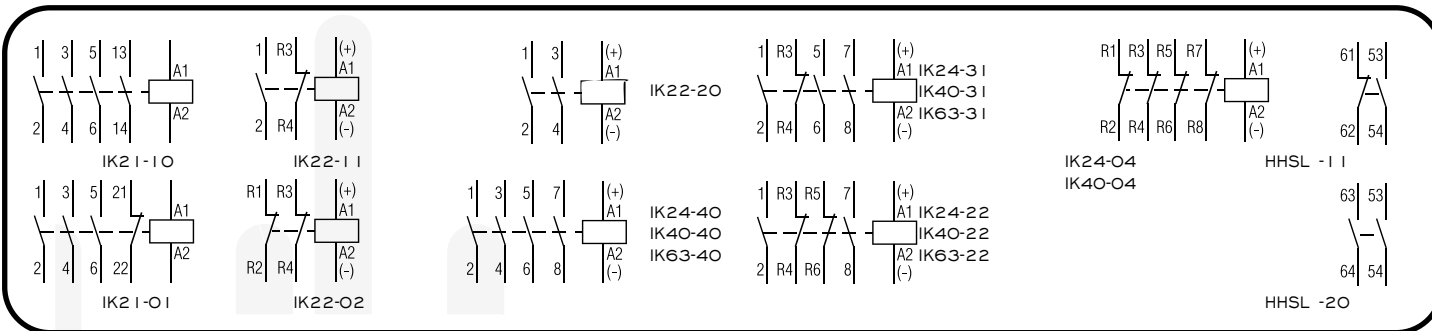 1 3 5 13
A1
A2
2 4 6 14
IK21-10
1 R3 (+)
A1
A2
2 R4 (-)
IK22-11
1 3 (+)
A1
IK22-20
A2
2 4 (-)
1 R3 5 7 (+)
A1 IK24-31
IK40-31
A2 IK63-31
2 R4 6 8 (-)
R1 R3 R5 R7 (+)
A1
A2
R2 R4 R6 R8 (-)
IK24-04
IK40-04
61 53
62 54
HHSL -11
1 3 5 21
A1
A2
2 4 6 22
IK21-01
R1 R3 (+)
A1
A2
R2 R4 (-)
IK22-02
1 3 5 7 (+)
A1 IK24-40
IK40-40
A2 IK63-40
2 4 6 8 (-)
1 R3 R5 7 (+)
A1 IK24-22
IK40-22
A2 IK63-22
2 R4 R6 8 (-)
63 53
64 54
HHSL -20